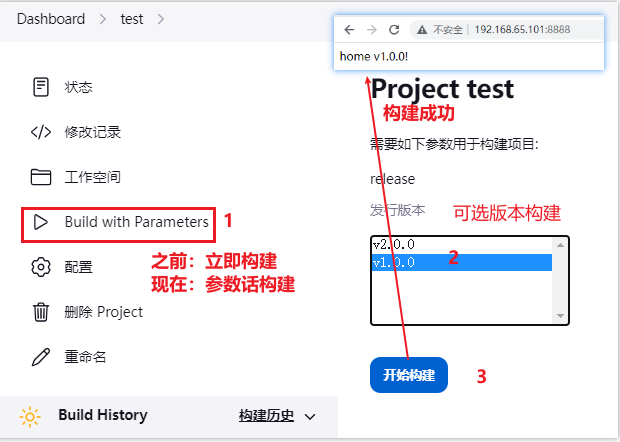 Dashboard > test >
不安全 | 192.168.65.101:8888
home v1.0.0!
状态
修改记录
工作空间
Build with Parameters 1
之前：立即构建
现在：参数话构建
配置
删除 Project
重命名
Build History 构建历史
Project test
构建成功
需要如下参数用于构建项目:
release
发行版本 可选版本构建
v2.0.0
v1.0.0 2
开始构建 3